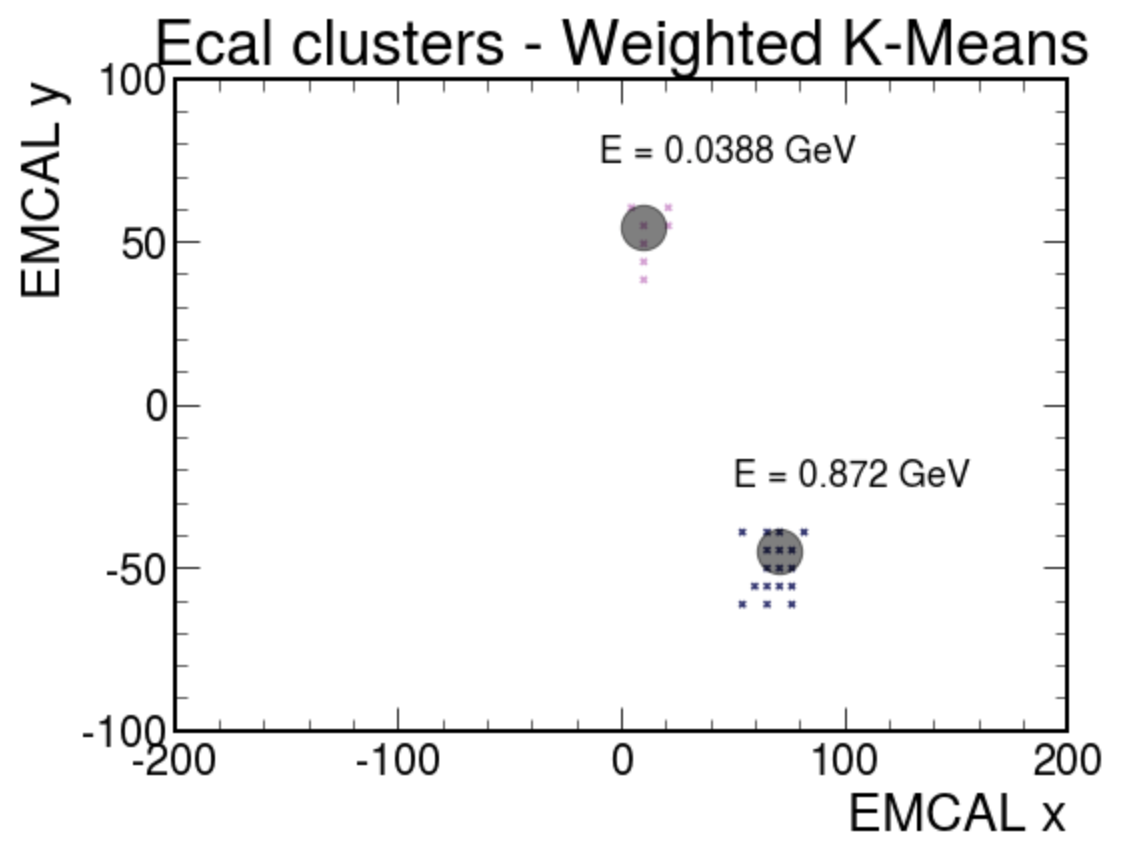 Ecal clusters - Weighted K-Means
EMCAL y
100
50
0
-50
-100
E = 0.0388 GeV
E = 0.872 GeV
-200 -100 0 100 200
EMCAL x